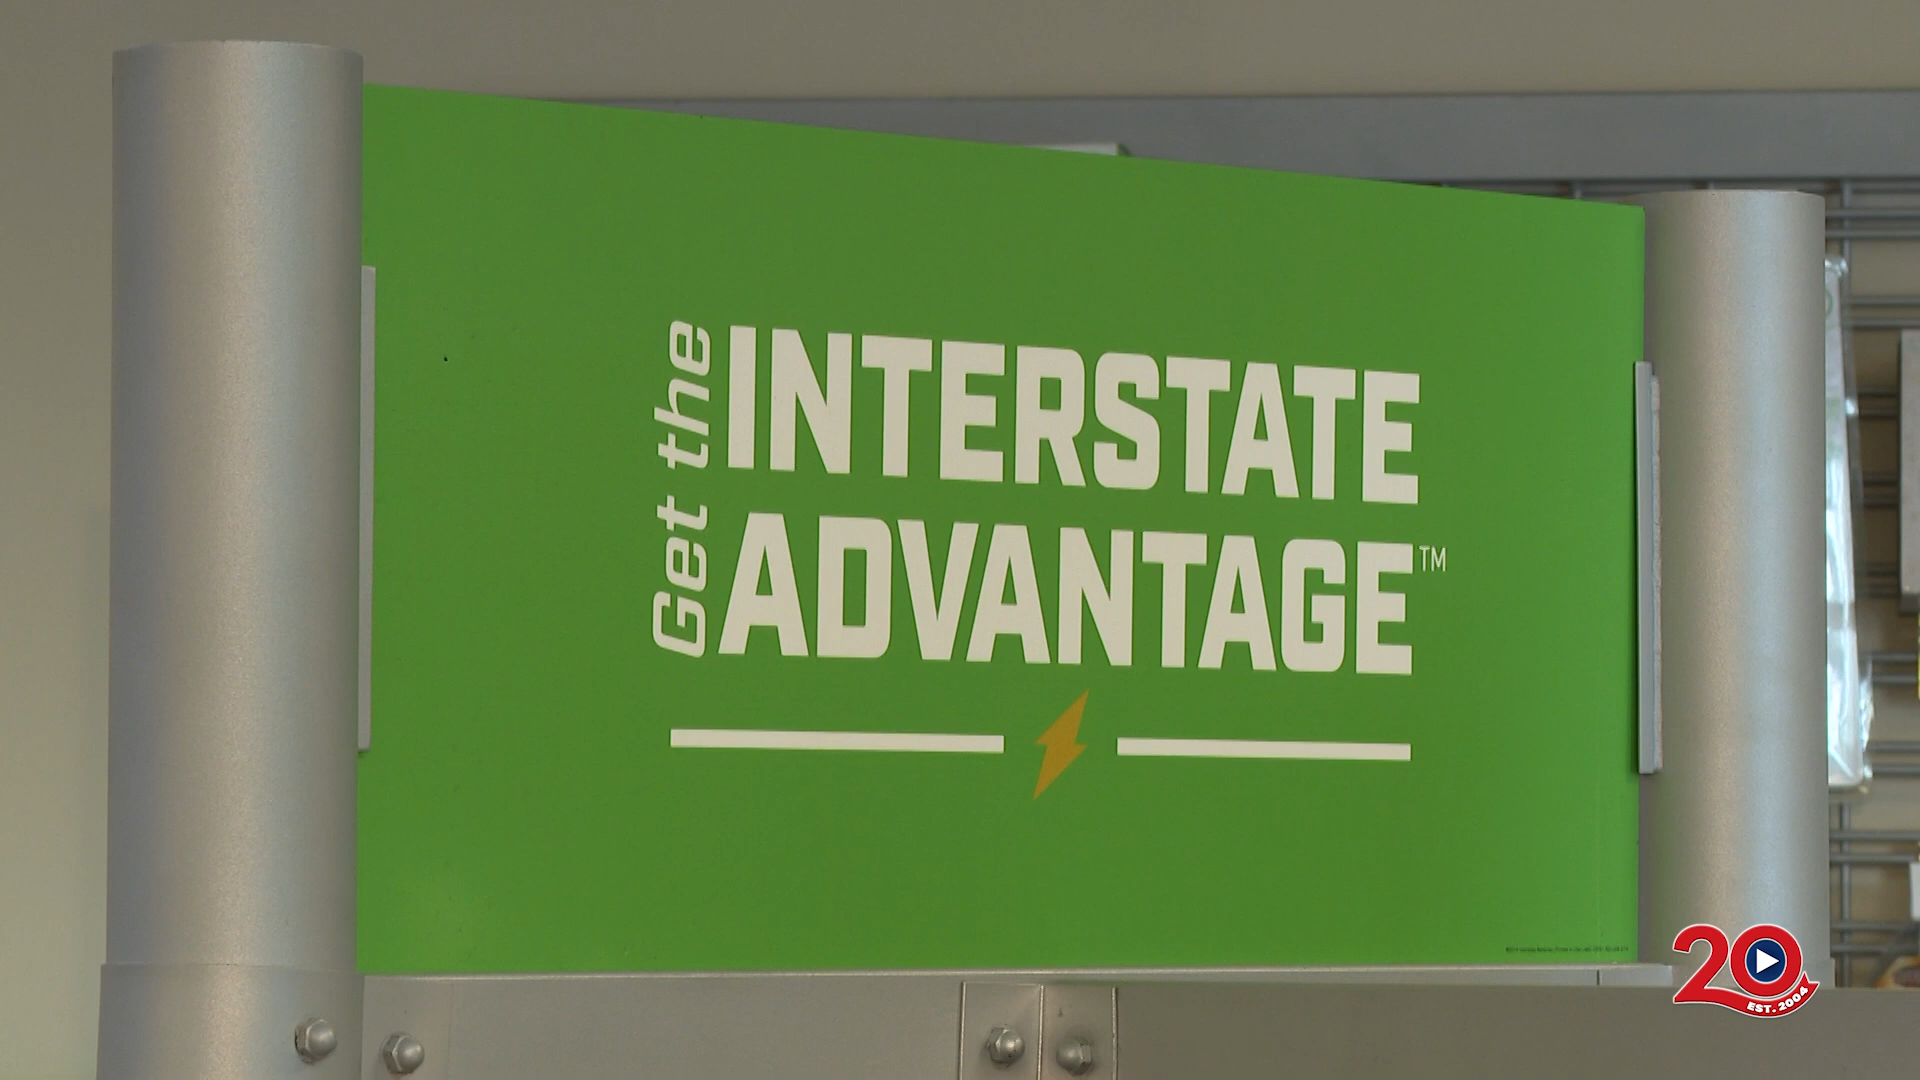 Get the
INTERSTATE
ADVANTAGE™
20
EST. 2004